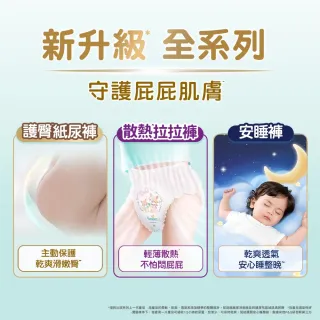 新升級* 全系列
守護屁屁肌膚
護臀紙尿褲
散熱拉拉褲
安睡褲
主動保護
乾爽滑嫩臀
輕薄散熱
不怕悶屁屁
乾爽透氣
安心睡整晚